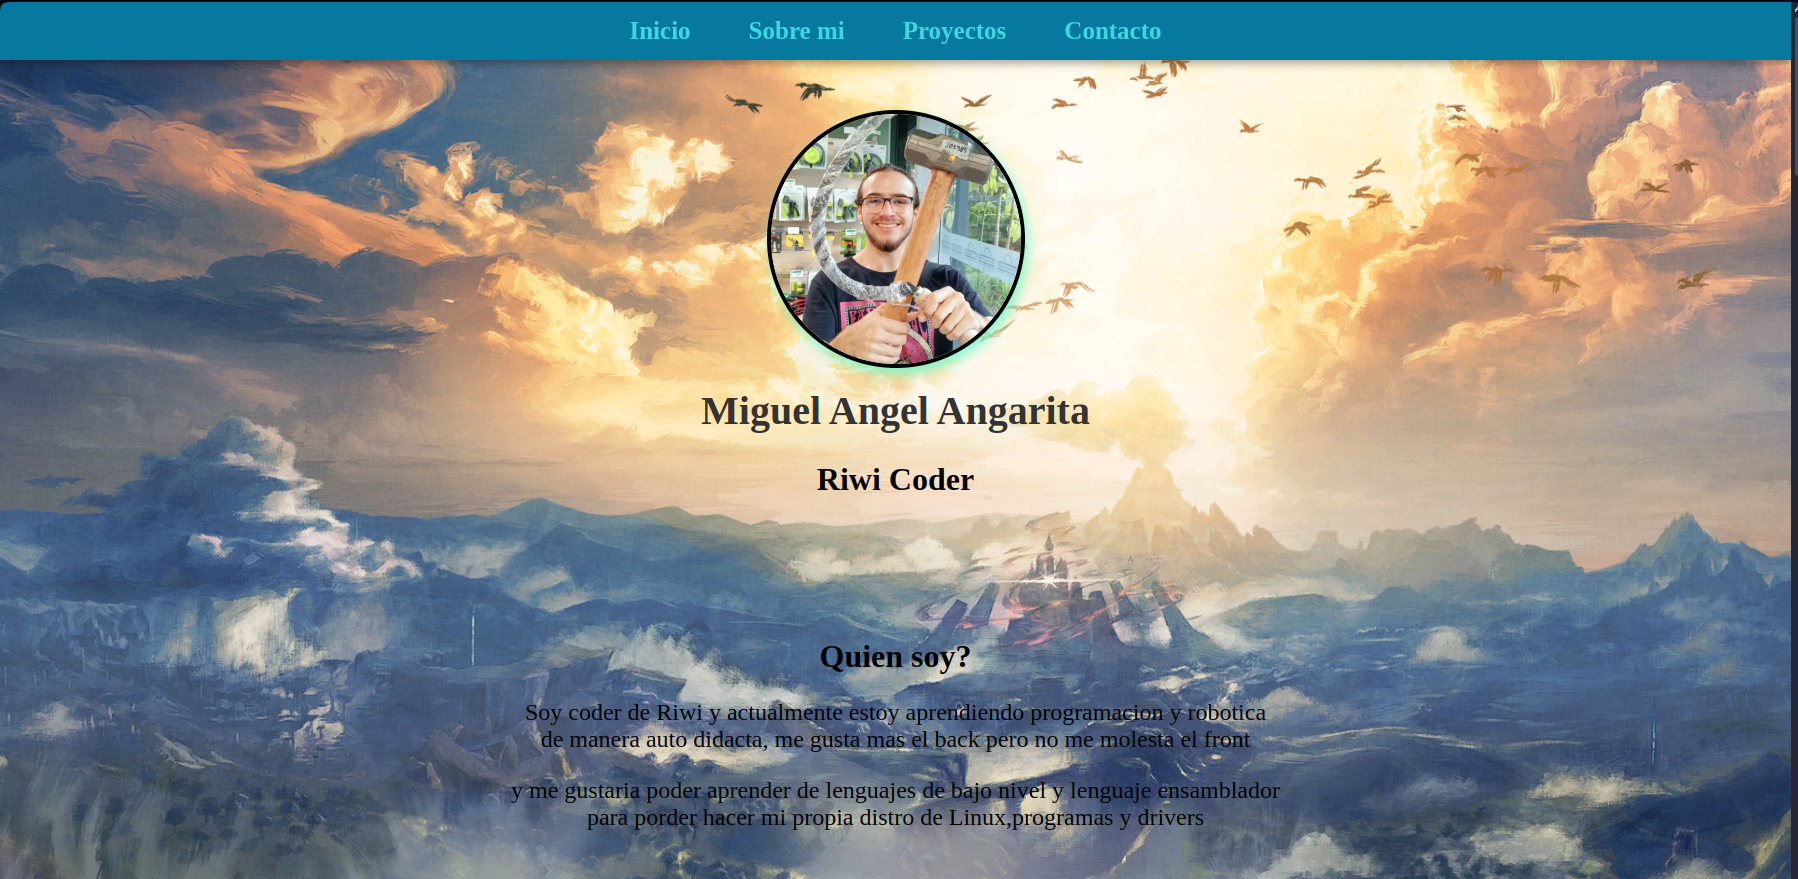 Inicio Sobre mi Proyectos Contacto
Miguel Angel Angarita
Riwi Coder
Quien soy?
Soy coder de Riwi y actualmente estoy aprendiendo programacion y robotica
de manera auto didacta, me gusta mas el back pero no me molesta el front
y me gustaria poder aprender de lenguajes de bajo nivel y lenguaje ensamblador
para porder hacer mi propia distro de Linux,programas y drivers